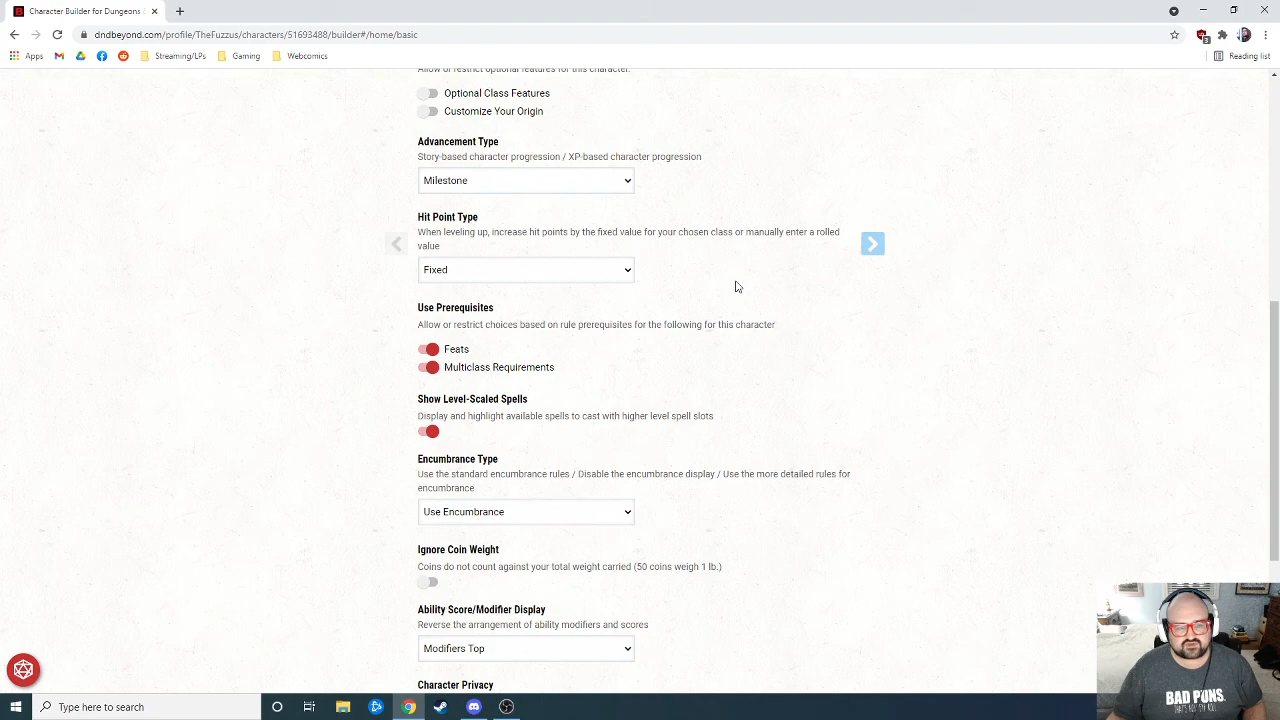 Character Builder for Dungeons
dndbeyond.com/profile/TheFuzzus/characters/51693488/builder#/home/basic
Apps
Streaming/LPs
Gaming
Webcomics
Reading list
Allow or restrict optional features for this character.
Optional Class Features
Customize Your Origin
Advancement Type
Story-based character progression / XP-based character progression
Milestone
Hit Point Type
When leveling up, increase hit points by the fixed value for your chosen class or manually enter a rolled
value
Fixed
Use Prerequisites
Allow or restrict choices based on rule prerequisites for the following for this character
Feats
Multiclass Requirements
Show Level-Scaled Spells
Display and highlight available spells to cast with higher level spell slots
Encumbrance Type
Use the standard encumbrance rules / Disable the encumbrance display / Use the more detailed rules for
encumbrance
Use Encumbrance
Ignore Coin Weight
Coins do not count against your total weight carried (50 coins weigh 1 lb.)
Ability Score/Modifier Display
Reverse the arrangement of ability modifiers and scores
Modifiers Top
Character Privacy
BAD PUNS.
Type here to search